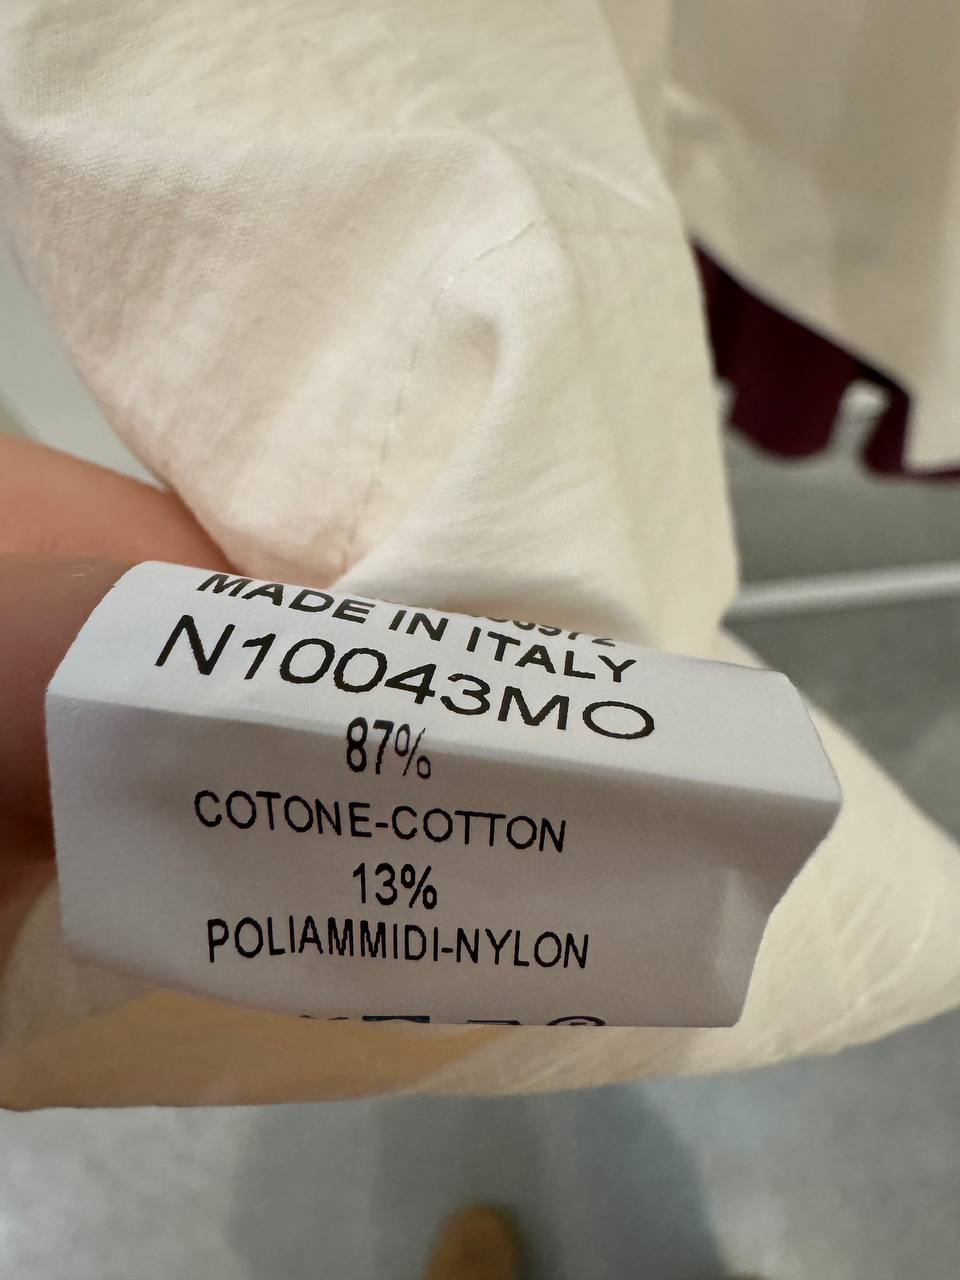 MADE IN ITALY
N10043MO
87%
COTONE-COTTON
13%
POLIAMMIDI-NYLON